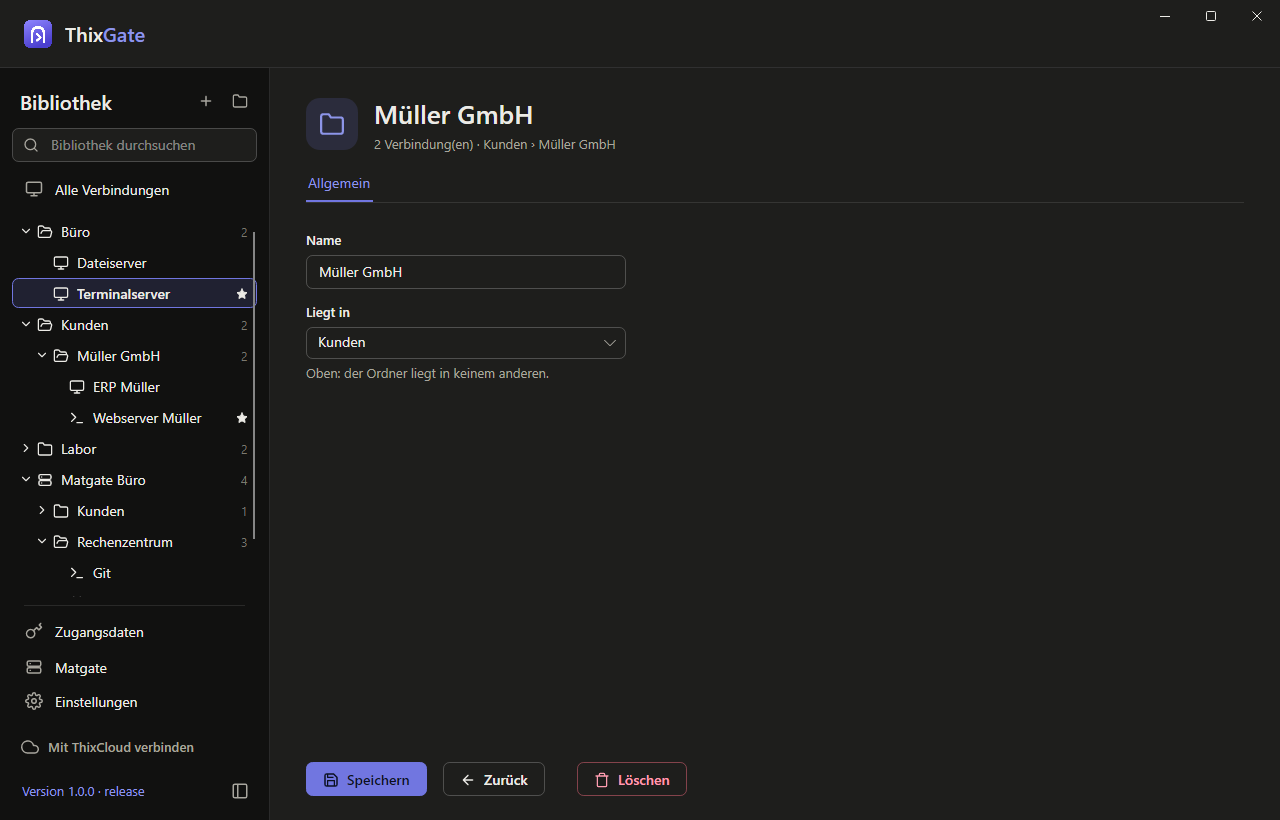 ThixGate
Bibliothek
Bibliothek durchsuchen
Alle Verbindungen
Büro 2
Dateiserver
Terminalserver
Kunden 2
Müller GmbH 2
ERP Müller
Webserver Müller
Labor 2
Matgate Büro 4
Kunden 1
Rechenzentrum 3
Git
Zugangsdaten
Matgate
Einstellungen
Mit ThixCloud verbinden
Version 1.0.0 · release
Müller GmbH
2 Verbindung(en) · Kunden › Müller GmbH
Allgemein
Name
Müller GmbH
Liegt in
Kunden
Oben: der Ordner liegt in keinem anderen.
Speichern
Zurück
Löschen